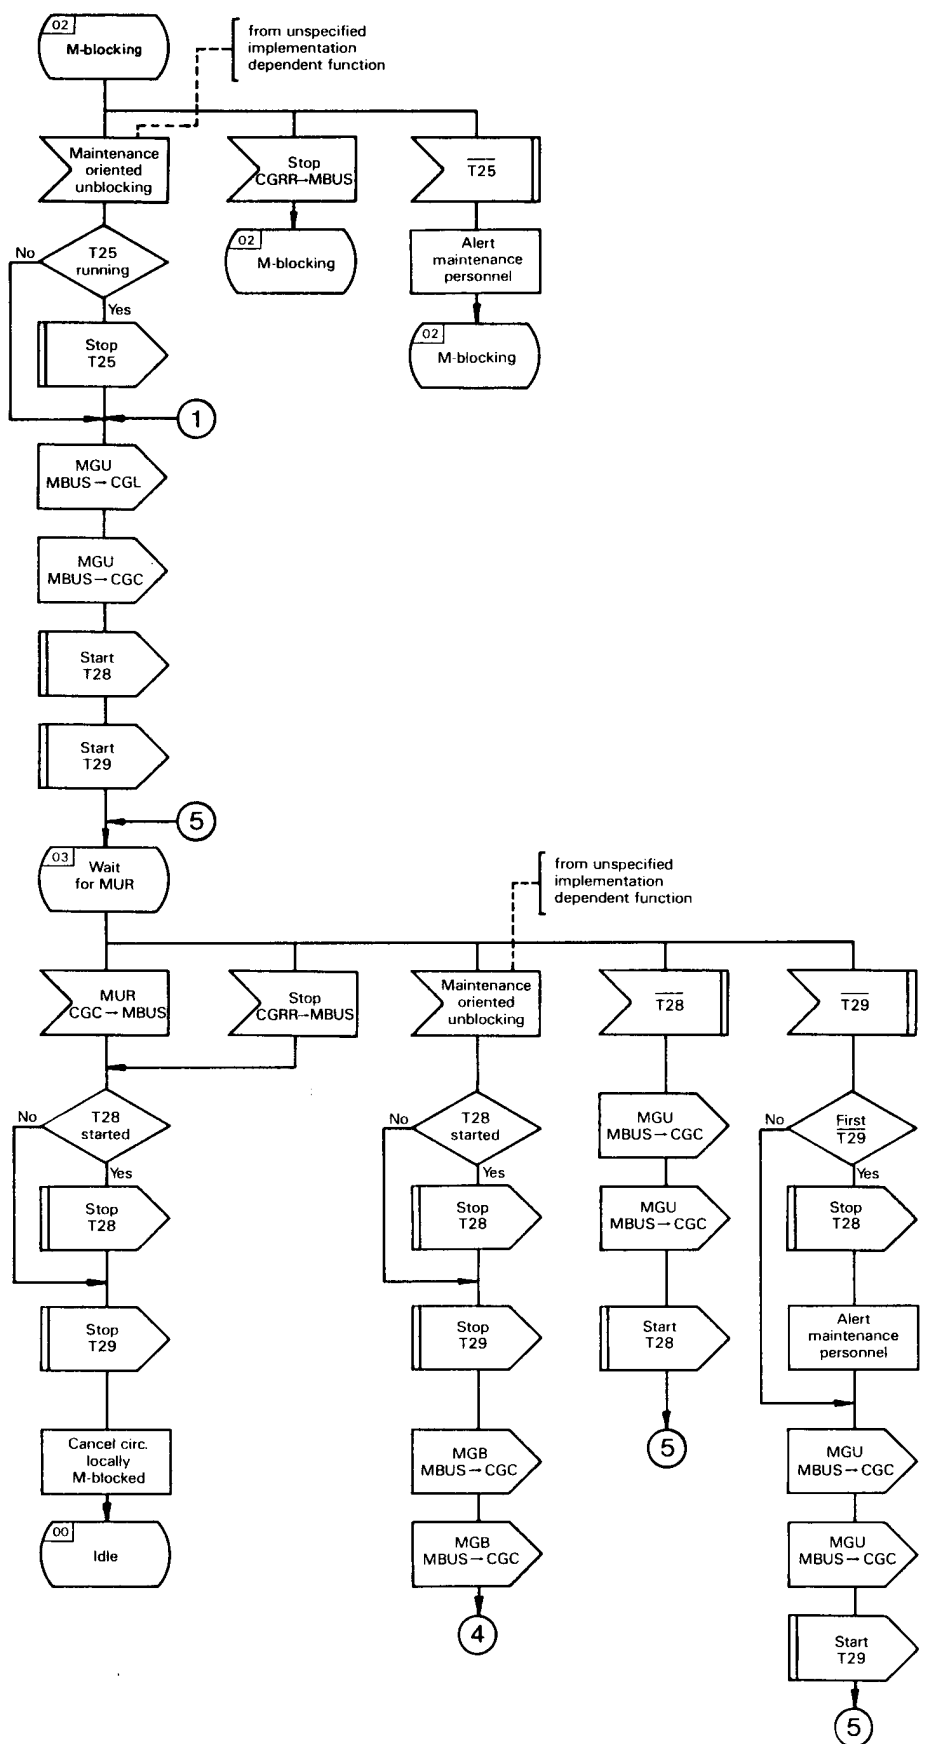 02
M-blocking
from unspecified
implementation
dependent function
Maintenance
oriented
unblocking
Stop
CGRR→MBUS
T25
No
T25
running
Yes
02
M-blocking
Alert
maintenance
personnel
Stop
T25
02
M-blocking
1
MGU
MBUS→CGL
MGU
MBUS→CGC
Start
T28
Start
T29
5
03
Wait
for MUR
from unspecified
implementation
dependent function
MUR
CGC→MBUS
Stop
CGRR→MBUS
Maintenance
oriented
unblocking
T28
T29
No
T28
started
Yes
Stop
T28
Stop
T29
Cancel circ.
locally
M-blocked
00
Idle
No
T28
started
Yes
Stop
T28
Stop
T29
MGB
MBUS→CGC
MGB
MBUS→CGC
4
MGU
MBUS→CGC
MGU
MBUS→CGC
Start
T28
5
No
First
T29
Yes
Stop
T28
Alert
maintenance
personnel
MGU
MBUS→CGC
MGU
MBUS→CGC
Start
T29
5